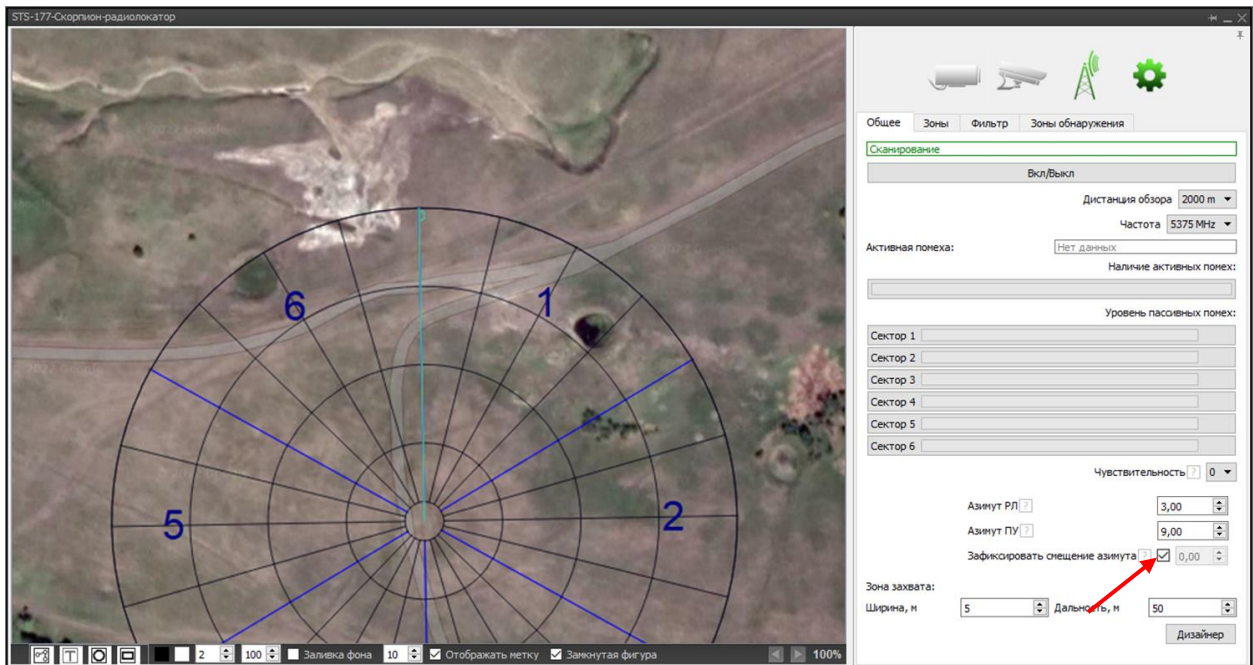 STS-177-Скорпион-радиолокатор
Общее Зоны Фильтр Зоны обнаружения
Сканирование
Вкл/Выкл
Дистанция обзора 2000 m
Частота 5375 MHz
Активная помеха: Нет данных
Наличие активных помех:
Уровень пассивных помех:
Сектор 1
Сектор 2
Сектор 3
Сектор 4
Сектор 5
Сектор 6
Чувствительность ? 0
Азимут РЛ ? 3,00
Азимут ПУ ? 9,00
Зафиксировать смещение азимута ? 0,00
Зона захвата:
Ширина, м 5 Дальность, м 50
Дизайнер
6 1
5 2
T 2 100 Заливка фона 10 Отображать метку Замкнутая фигура 100%